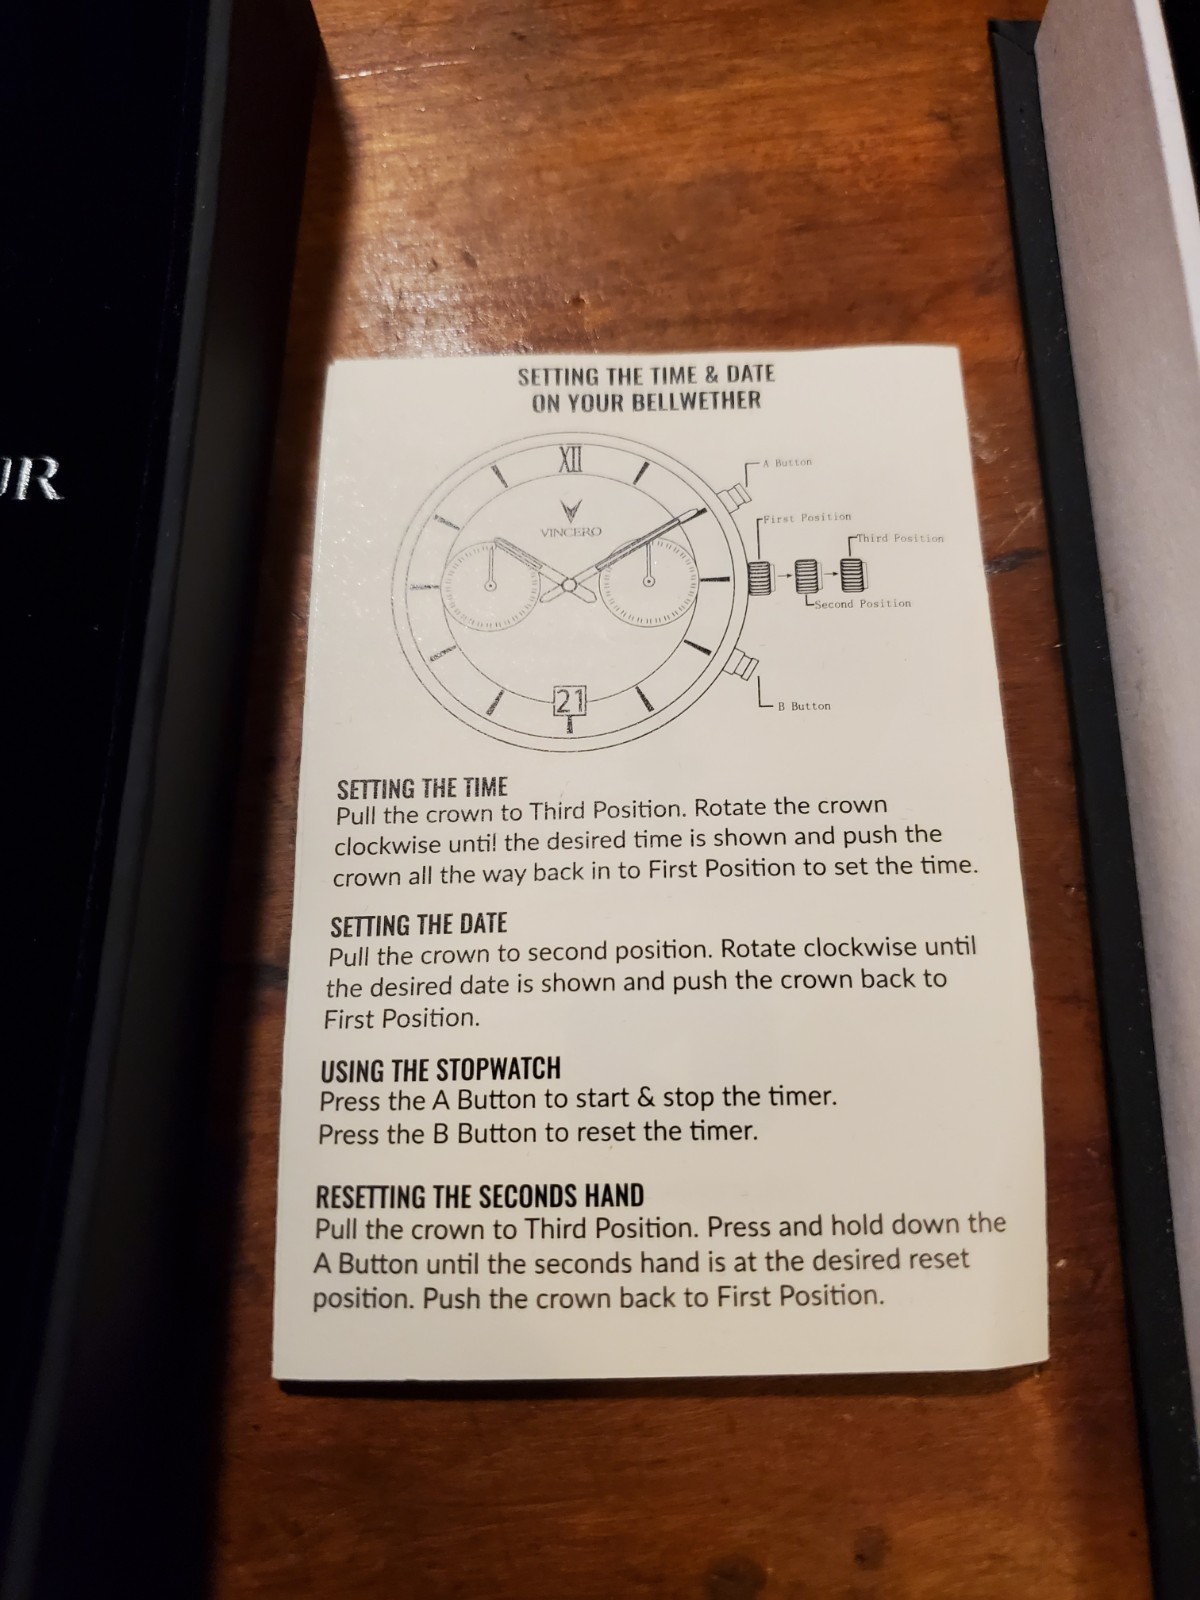 UR
SETTING THE TIME & DATE
ON YOUR BELLWETHER
XII
VINCERO
21
A Button
First Position
Third Position
Second Position
B Button
SETTING THE TIME
Pull the crown to Third Position. Rotate the crown
clockwise until the desired time is shown and push the
crown all the way back in to First Position to set the time.
SETTING THE DATE
Pull the crown to second position. Rotate clockwise until
the desired date is shown and push the crown back to
First Position.
USING THE STOPWATCH
Press the A Button to start & stop the timer.
Press the B Button to reset the timer.
RESETTING THE SECONDS HAND
Pull the crown to Third Position. Press and hold down the
A Button until the seconds hand is at the desired reset
position. Push the crown back to First Position.